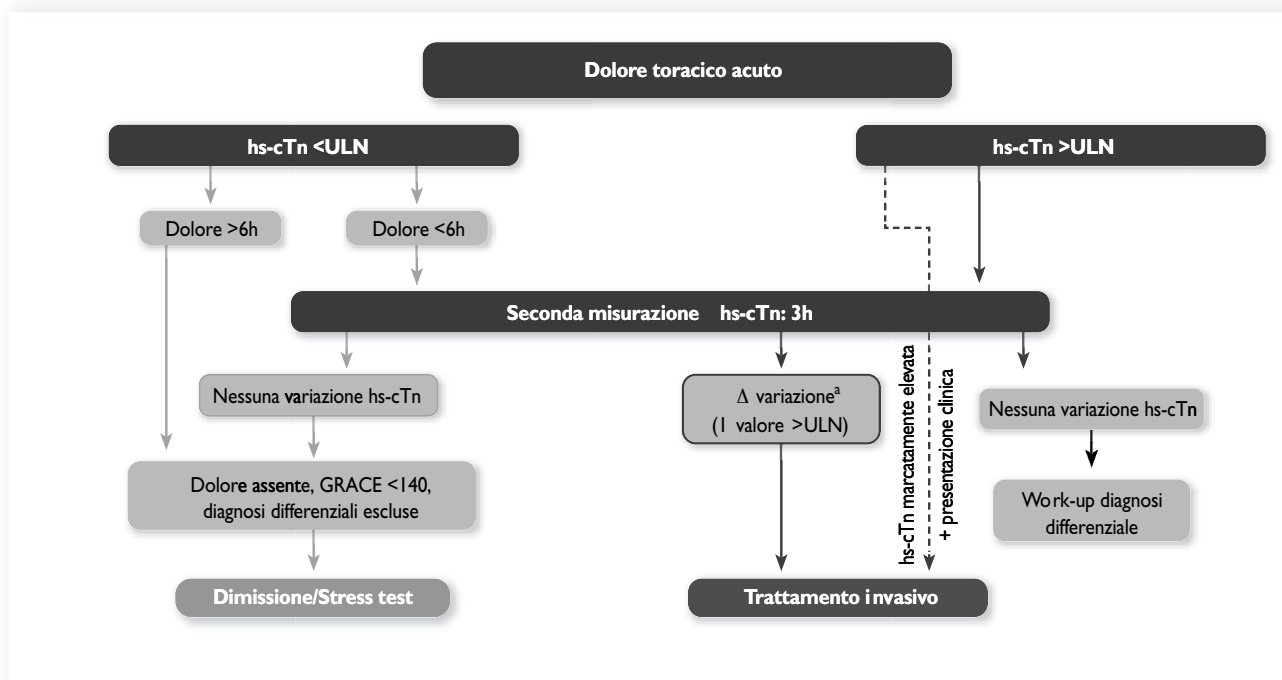 Dolore toracico acuto
hs-cTn <ULN
hs-cTn >ULN
Dolore >6h
Dolore <6h
Seconda misurazione hs-cTn: 3h
Nessuna variazione hs-cTn
Δ variazioneª
(1 valore >ULN)
hs-cTn marcatamente elevata
+ presentazione clinica
Nessuna variazione hs-cTn
Dolore assente, GRACE <140,
diagnosi differenziali escluse
Work-up diagnosi
differenziale
Dimissione/Stress test
Trattamento invasivo